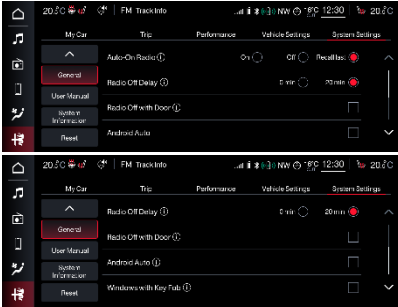 20.5°C FM Track Info NW 12:30 20.5°C
My Car Trip Performance Vehicle Settings System Settings
Auto-On Radio On Off Recall last
General
Radio Off Delay 0 min 20 min
User Manual
Radio Off with Door
System Information
Android Auto
Reset
20.5°C FM Track Info NW 12:30 20.5°C
My Car Trip Performance Vehicle Settings System Settings
Radio Off Delay 0 min 20 min
General
Radio Off with Door
User Manual
Android Auto
System Information
Windows with Key Fob
Reset